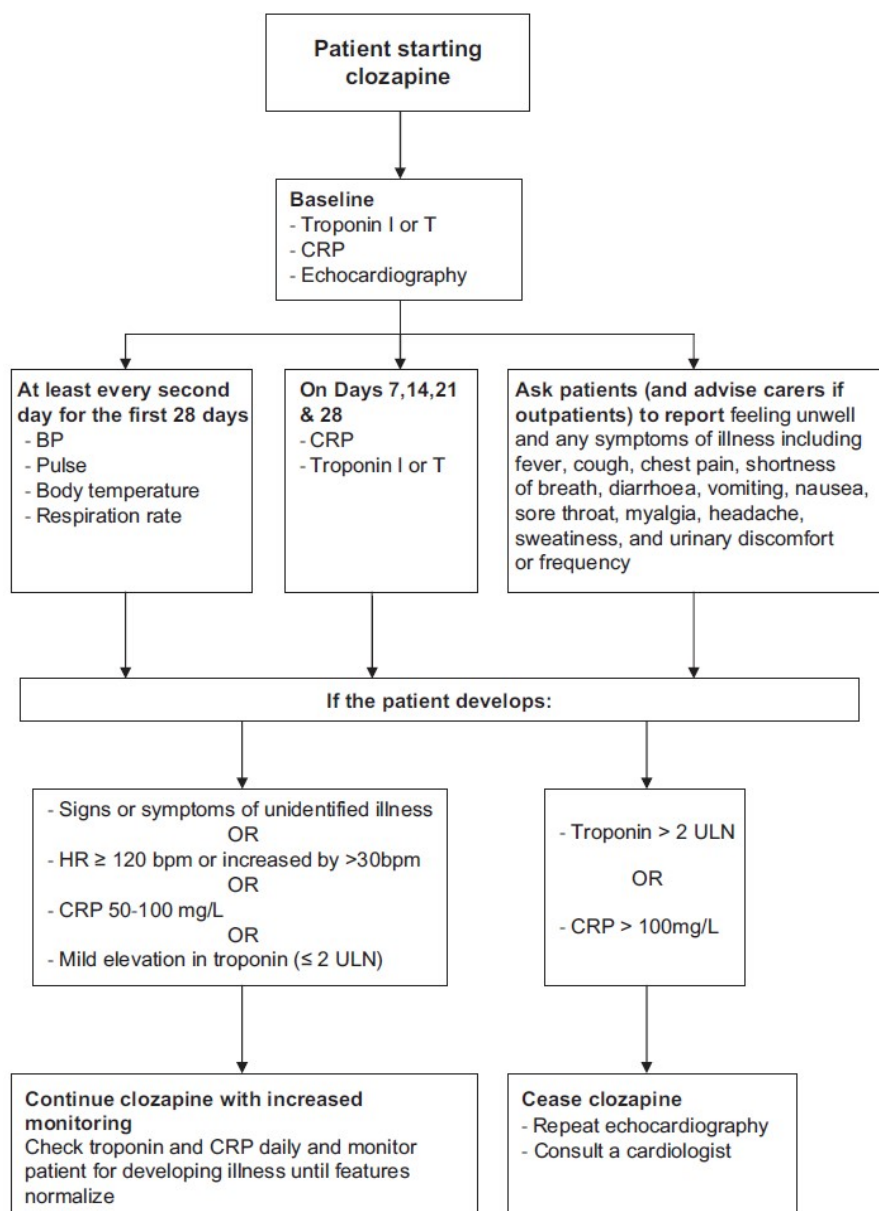 Patient starting
clozapine
Baseline
- Troponin I or T
- CRP
- Echocardiography
At least every second
day for the first 28 days
- BP
- Pulse
- Body temperature
- Respiration rate
On Days 7,14,21
& 28
- CRP
- Troponin I or T
Ask patients (and advise carers if
outpatients) to report feeling unwell
and any symptoms of illness including
fever, cough, chest pain, shortness
of breath, diarrhoea, vomiting, nausea,
sore throat, myalgia, headache,
sweatiness, and urinary discomfort
or frequency
If the patient develops:
- Signs or symptoms of unidentified illness
OR
- HR ≥ 120 bpm or increased by >30bpm
OR
- CRP 50-100 mg/L
OR
- Mild elevation in troponin (≤ 2 ULN)
- Troponin > 2 ULN
OR
- CRP > 100mg/L
Continue clozapine with increased
monitoring
Check troponin and CRP daily and monitor
patient for developing illness until features
normalize
Cease clozapine
- Repeat echocardiography
- Consult a cardiologist